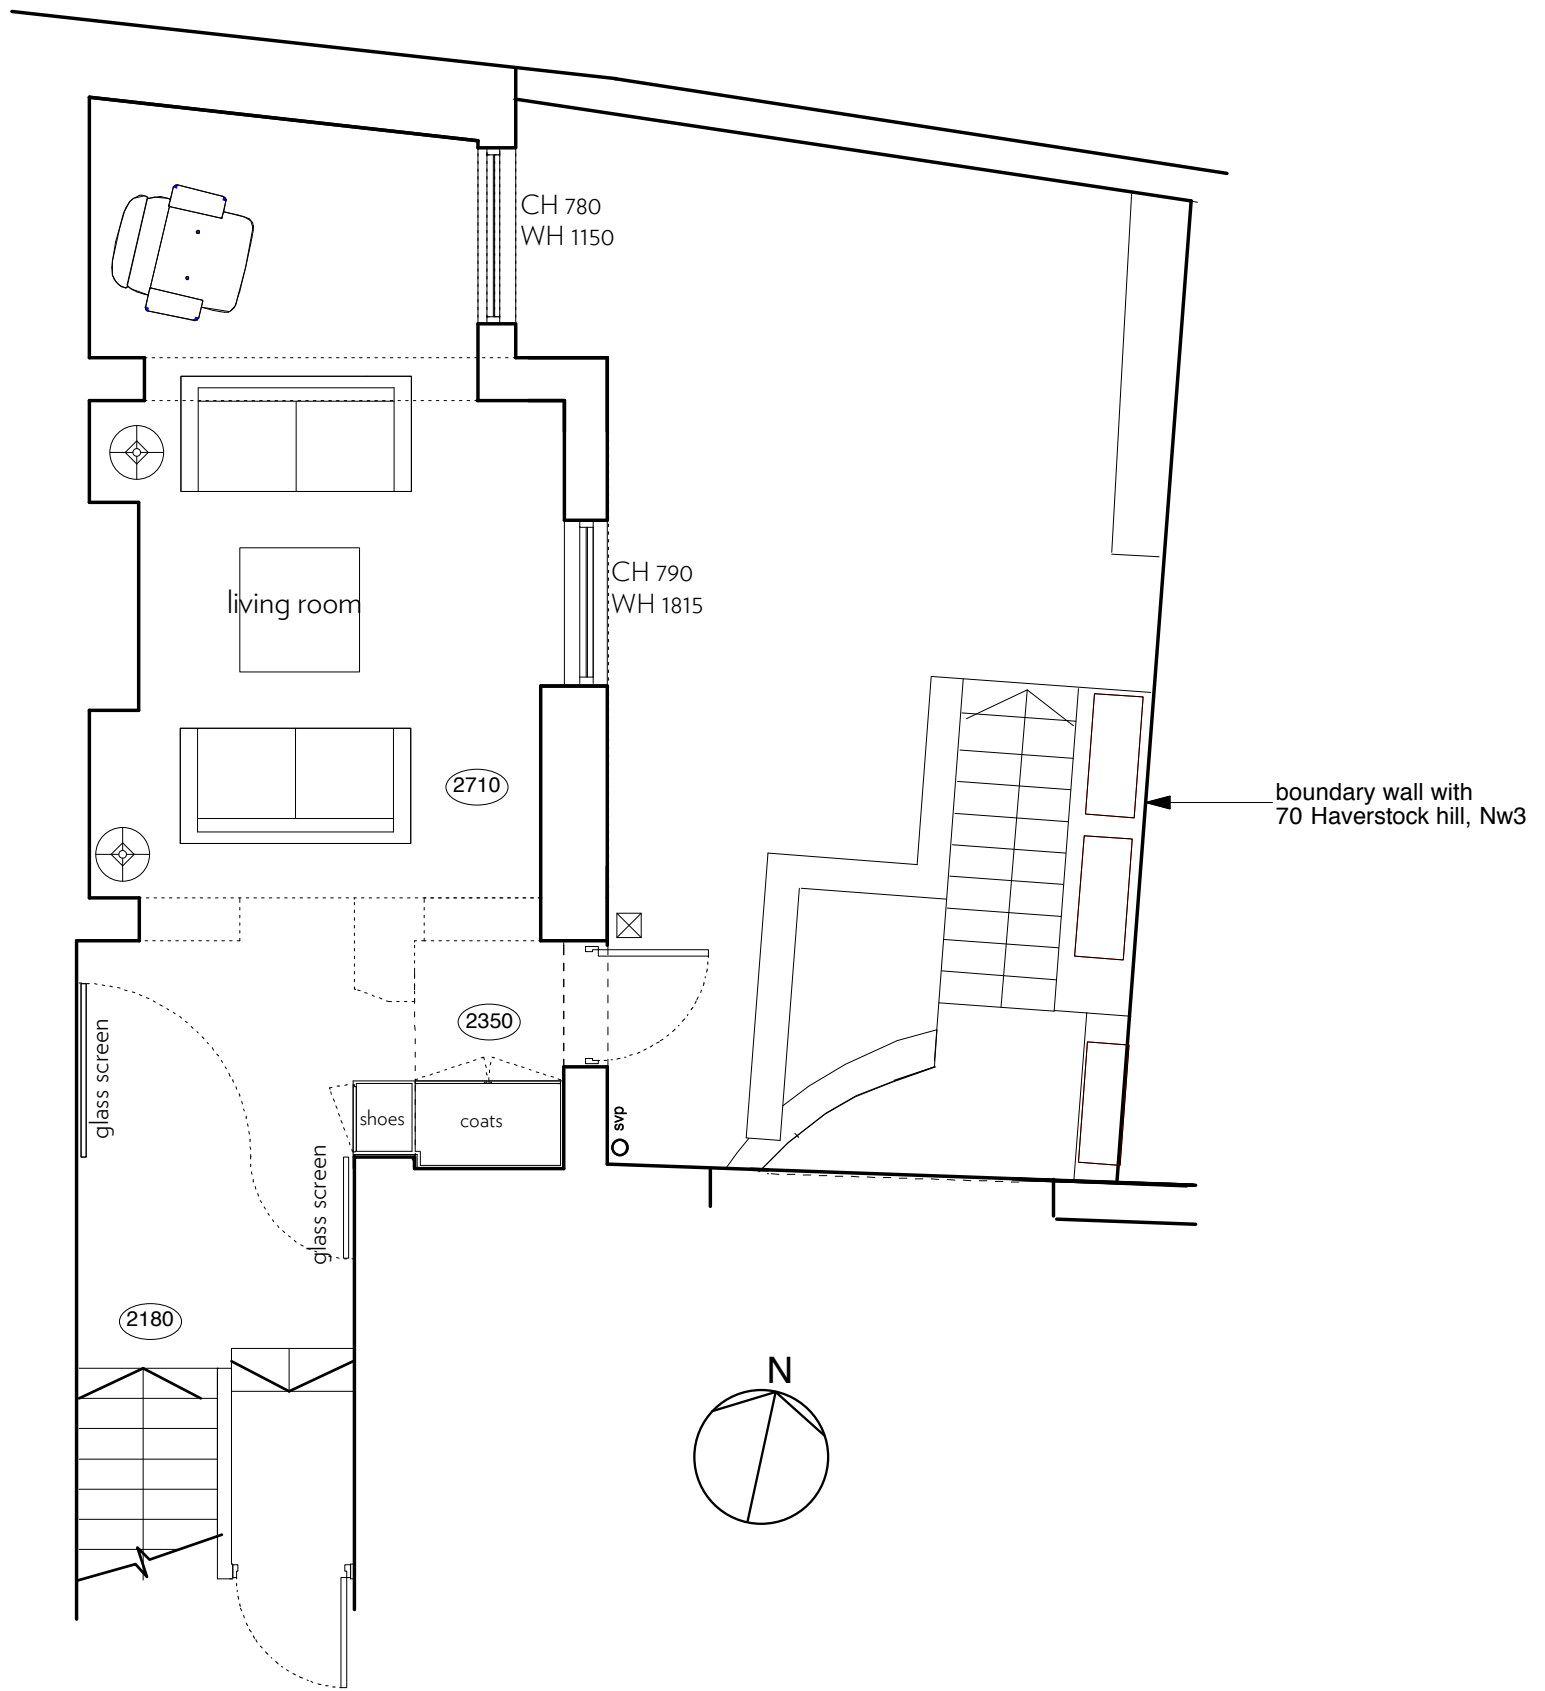 CH 780
WH 1150
CH 790
WH 1815
living room
2710
boundary wall with
70 Haverstock hill, Nw3
2350
glass screen
shoes
coats
svp
glass screen
2180
N